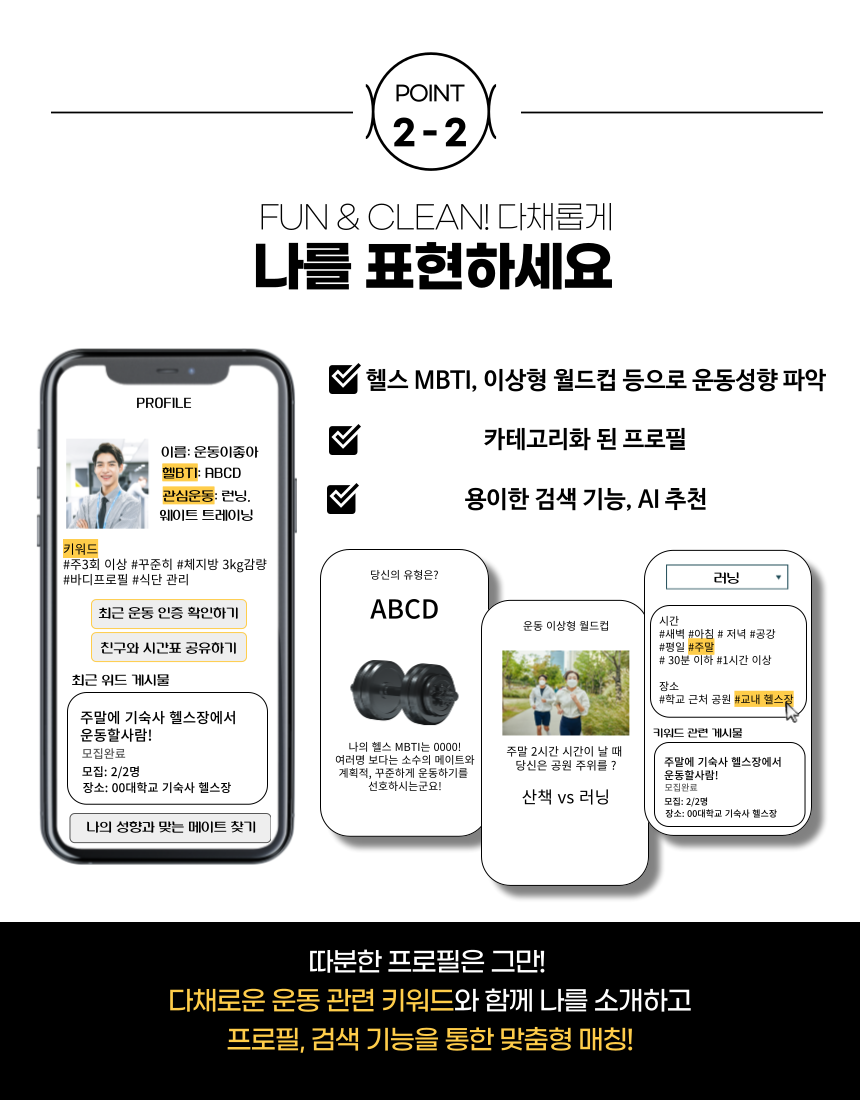 POINT
2-2
FUN & CLEAN! 다채롭게
나를 표현하세요
헬스 MBTI, 이상형 월드컵 등으로 운동성향 파악
카테고리화 된 프로필
용이한 검색 기능, AI 추천
PROFILE
이름: 운동이좋아
헬BTI: ABCD
관심운동: 런닝,
웨이트 트레이닝
키워드
#주3회 이상 #꾸준히 #체지방 3kg감량
#바디프로필 #식단 관리
최근 운동 인증 확인하기
친구와 시간표 공유하기
최근 위드 게시물
주말에 기숙사 헬스장에서
운동할사람!
모집완료
모집: 2/2명
장소: 00대학교 기숙사 헬스장
나의 성향과 맞는 메이트 찾기
당신의 유형은?
ABCD
나의 헬스 MBTI는 0000!
여러명 보다는 소수의 메이트와
계획적, 꾸준하게 운동하기를
선호하시는군요!
운동 이상형 월드컵
주말 2시간 시간이 날 때
당신은 공원 주위를 ?
산책 vs 러닝
러닝
시간
#새벽 #아침 # 저녁 #공강
#평일 #주말
# 30분 이하 #1시간 이상
장소
#학교 근처 공원 #교내 헬스장
키워드 관련 게시물
주말에 기숙사 헬스장에서
운동할사람!
모집완료
모집: 2/2명
장소: 00대학교 기숙사 헬스장
따분한 프로필은 그만!
다채로운 운동 관련 키워드와 함께 나를 소개하고
프로필, 검색 기능을 통한 맞춤형 매칭!